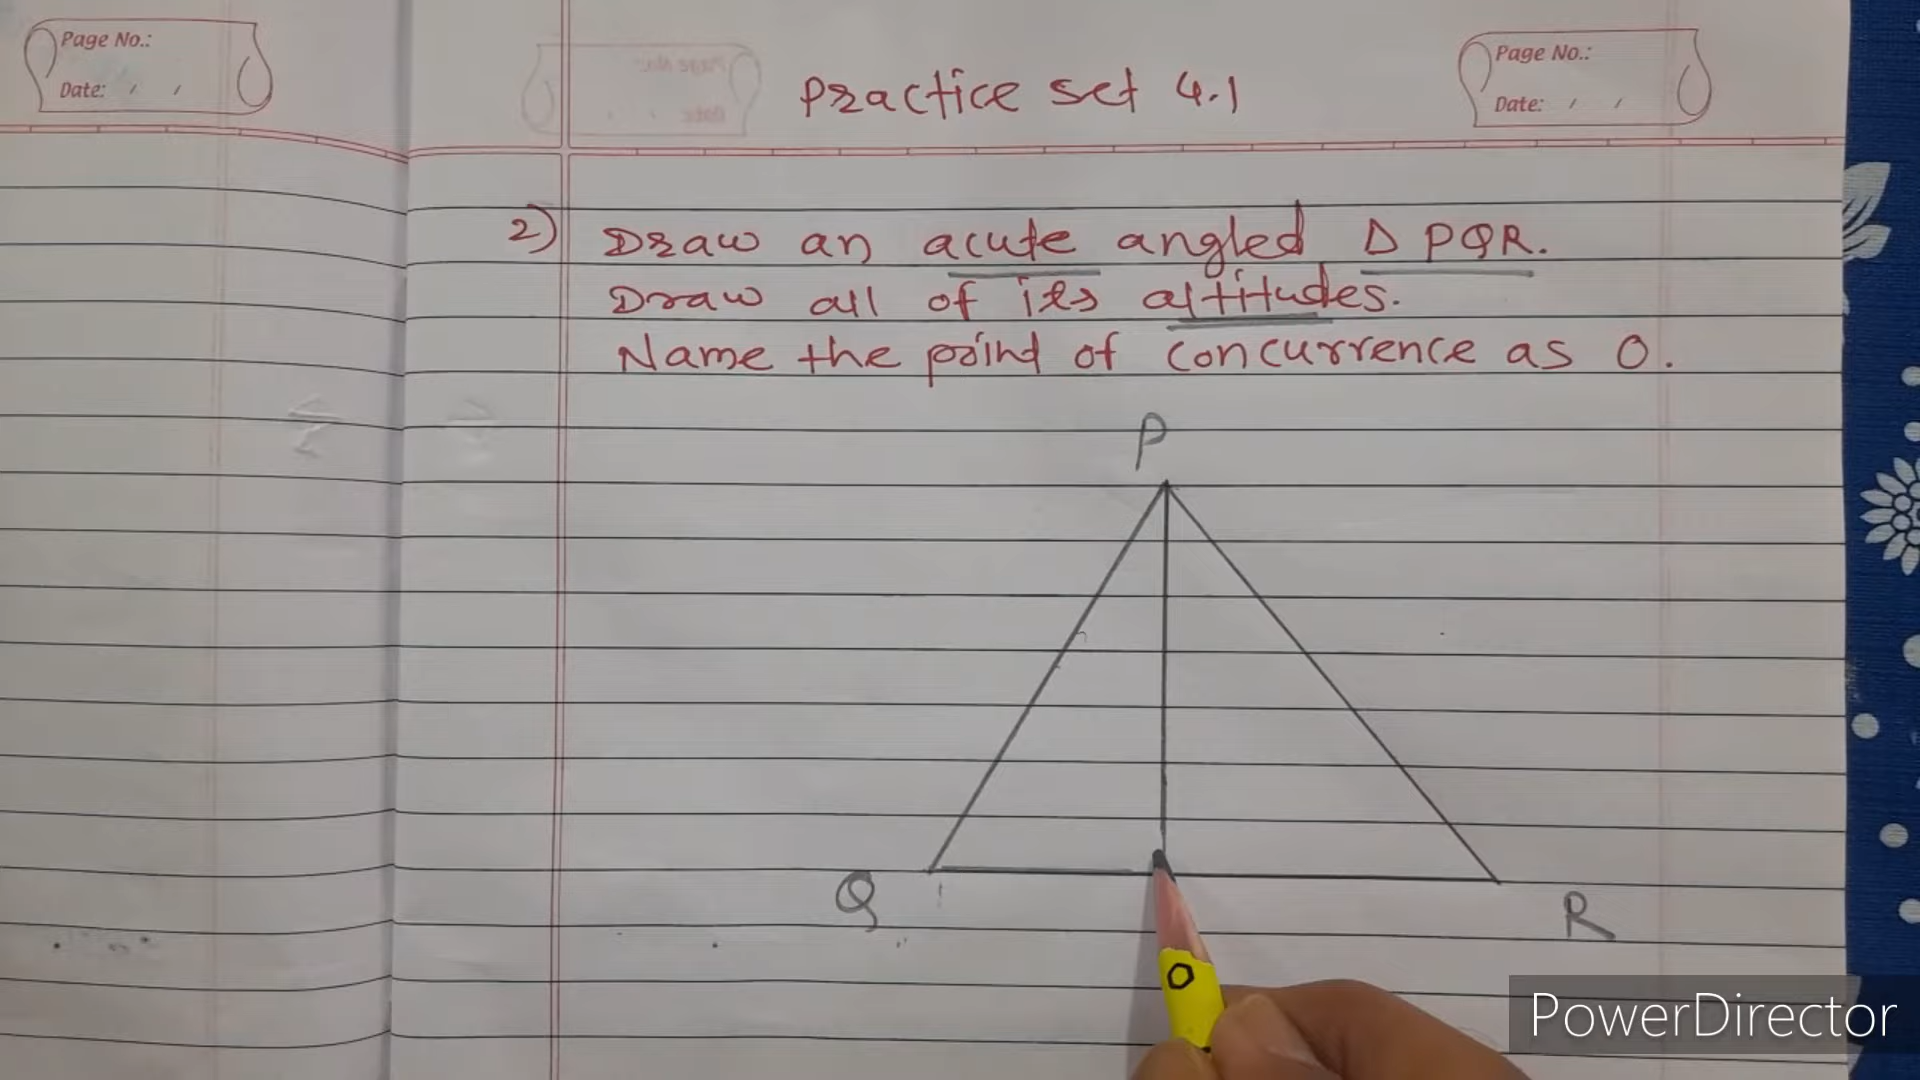 Page No.:
Date: / /
Page No.:
Date: / /
Practice set 4.1
2) Draw an acute angled Δ PQR.
Draw all of its altitudes.
Name the point of concurrence as O.
P
Q
R
PowerDirector